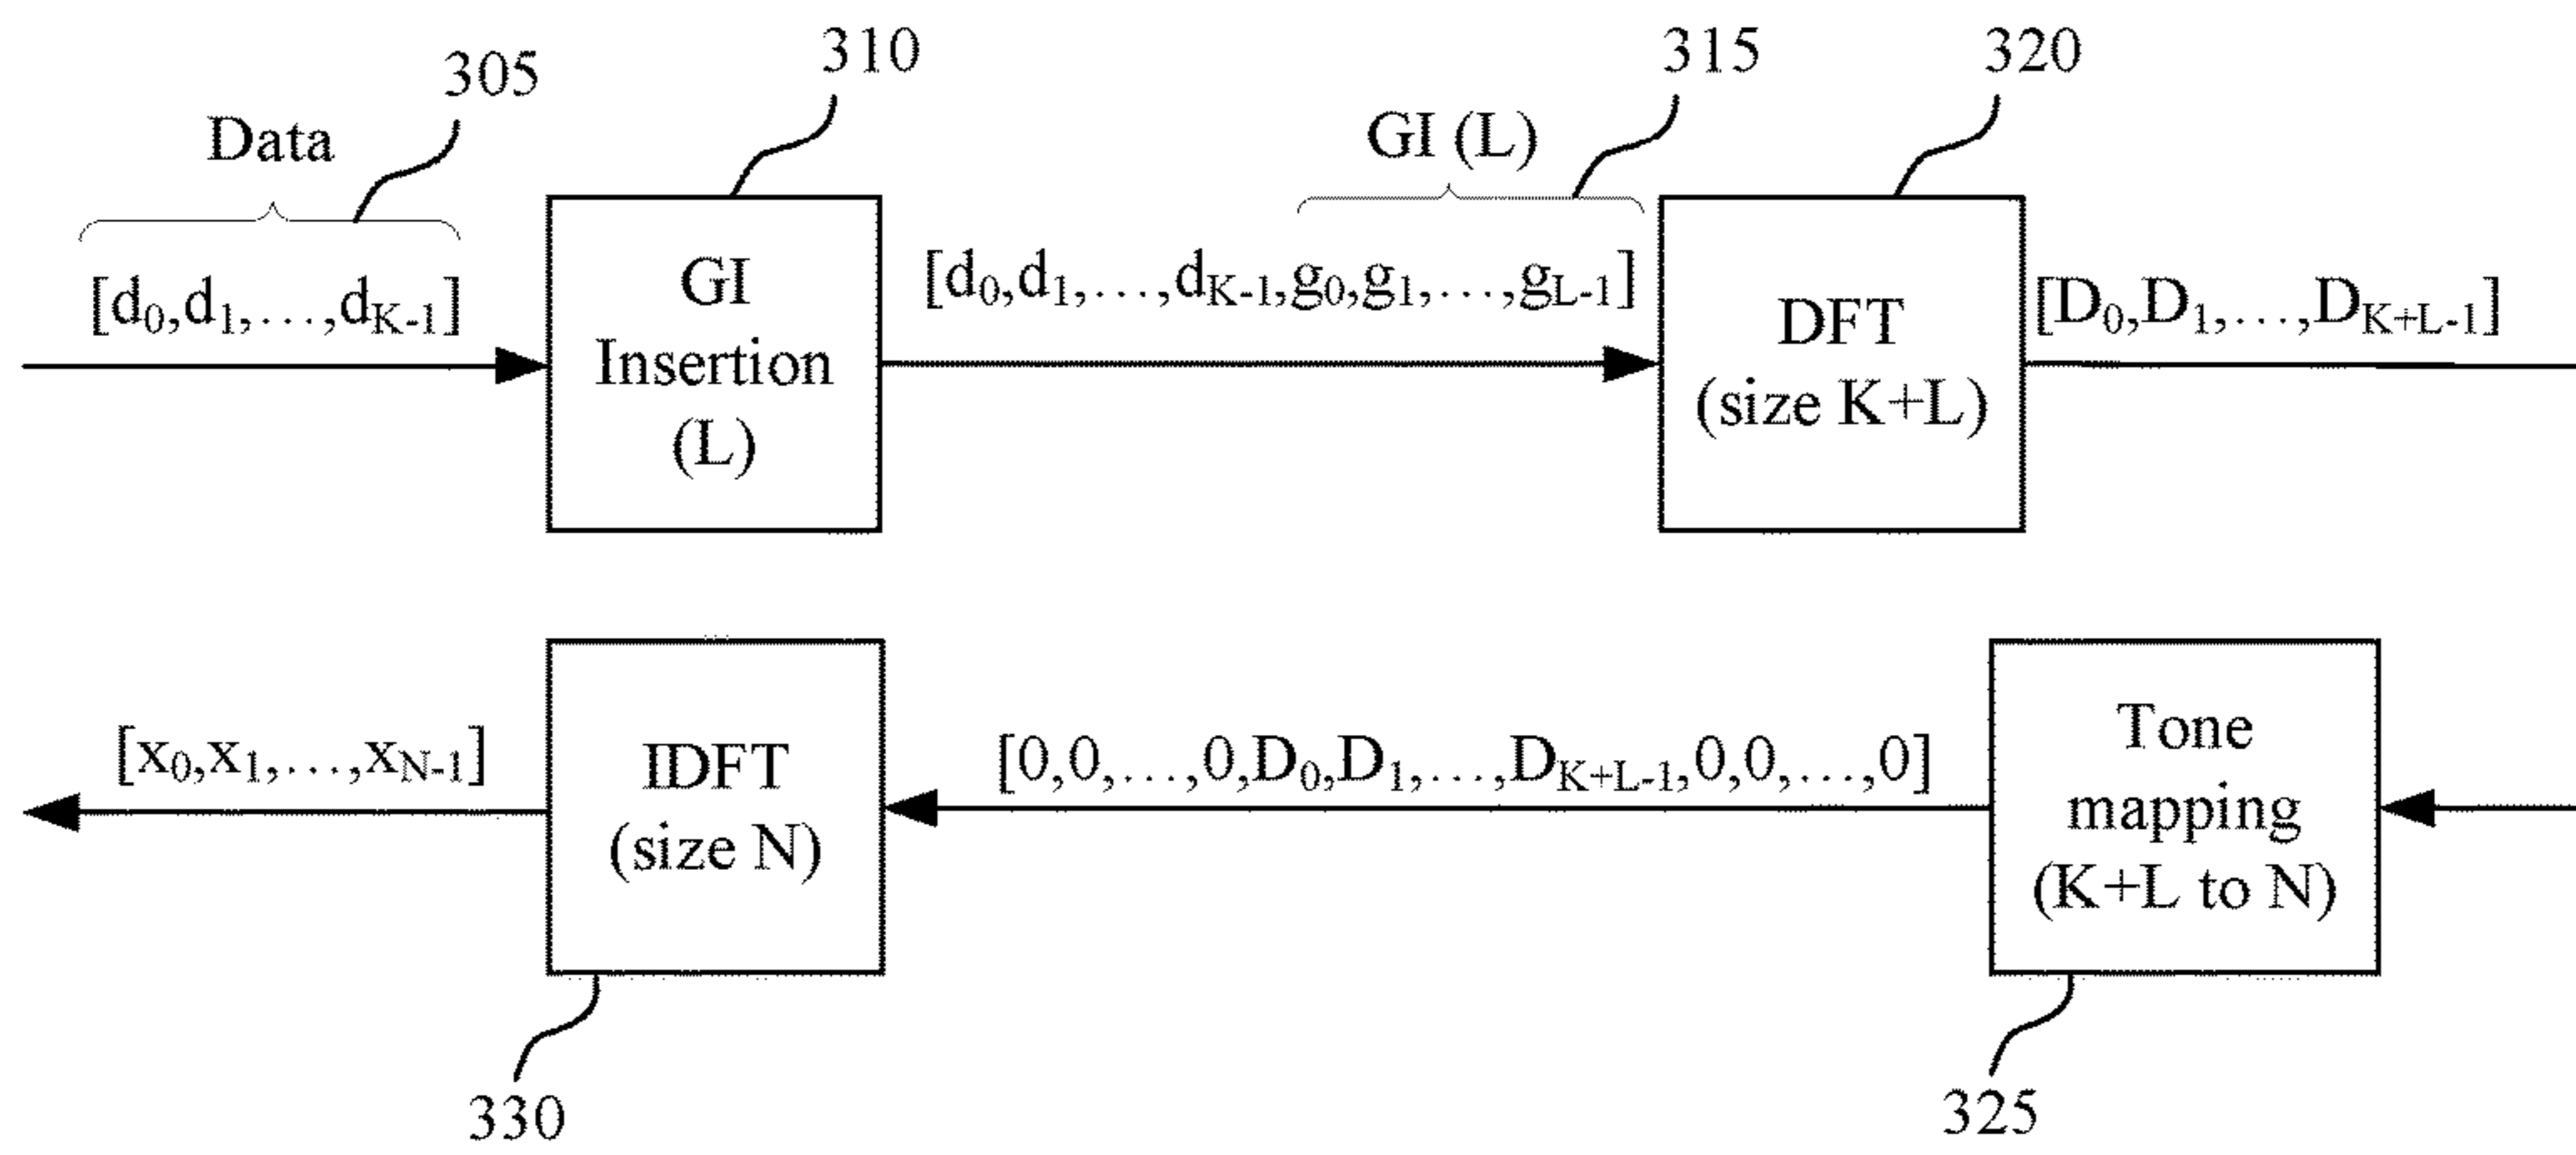 305
310
315
320
Data
GI (L)
[d0,d1,...,dK-1]
GI
Insertion
(L)
[d0,d1,...,dK-1,g0,g1,...,gL-1]
DFT
(size K+L)
[D0,D1,...,DK+L-1]
[x0,x1,...,xN-1]
IDFT
(size N)
[0,0,...,0,D0,D1,...,DK+L-1,0,0,...,0]
Tone
mapping
(K+L to N)
330
325